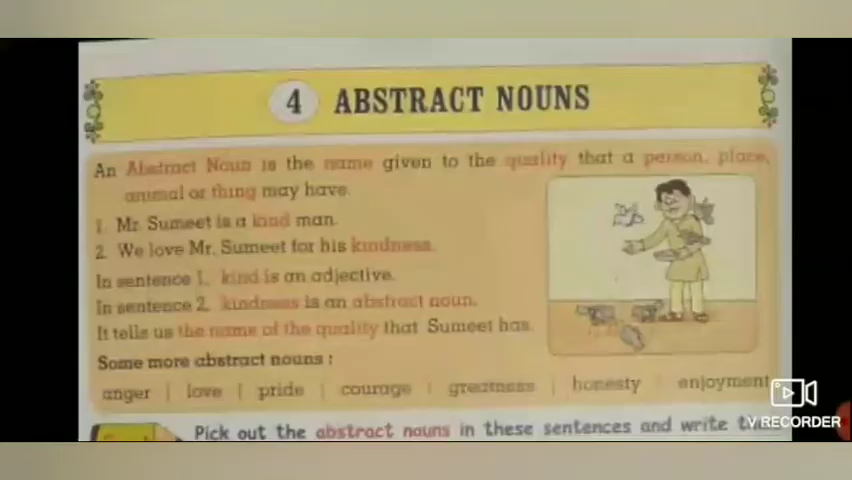 4 ABSTRACT NOUNS
An Abstract Noun is the name given to the quality that a person, place,
animal or thing may have.
1. Mr. Sumeet is a kind man.
2. We love Mr. Sumeet for his kindness.
In sentence 1, kind is an adjective.
In sentence 2, kindness is an abstract noun.
It tells us the name of the quality that Sumeet has.
Some more abstract nouns :
anger | love | pride | courage | greatness | honesty | enjoyment
Pick out the abstract nouns in these sentences and write
V RECORDER